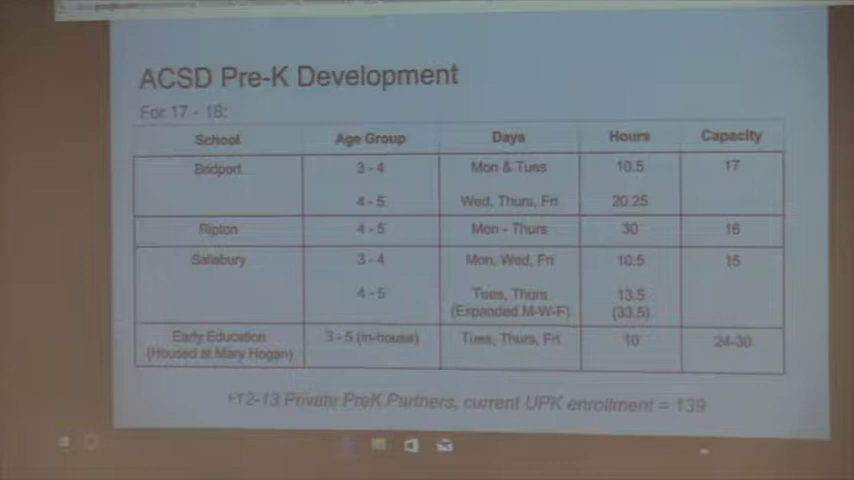 ACSD Pre-K Development
For 17 - 18:
School Age Group Days Hours Capacity
Bridport 3 - 4 Mon & Tues 10.5 17
4 - 5 Wed, Thurs, Fri 20.25
Ripton 4 - 5 Mon - Thurs 30 16
Salisbury 3 - 4 Mon, Wed, Fri 10.5 15
4 - 5 Tues, Thurs 13.5
(Expanded M-W-F) (33.5)
Early Education 3 - 5 (in-house) Tues, Thurs, Fri 10 24-30
(Housed at Mary Hogan)
+12-13 Private PreK Partners, current UPK enrollment = 139